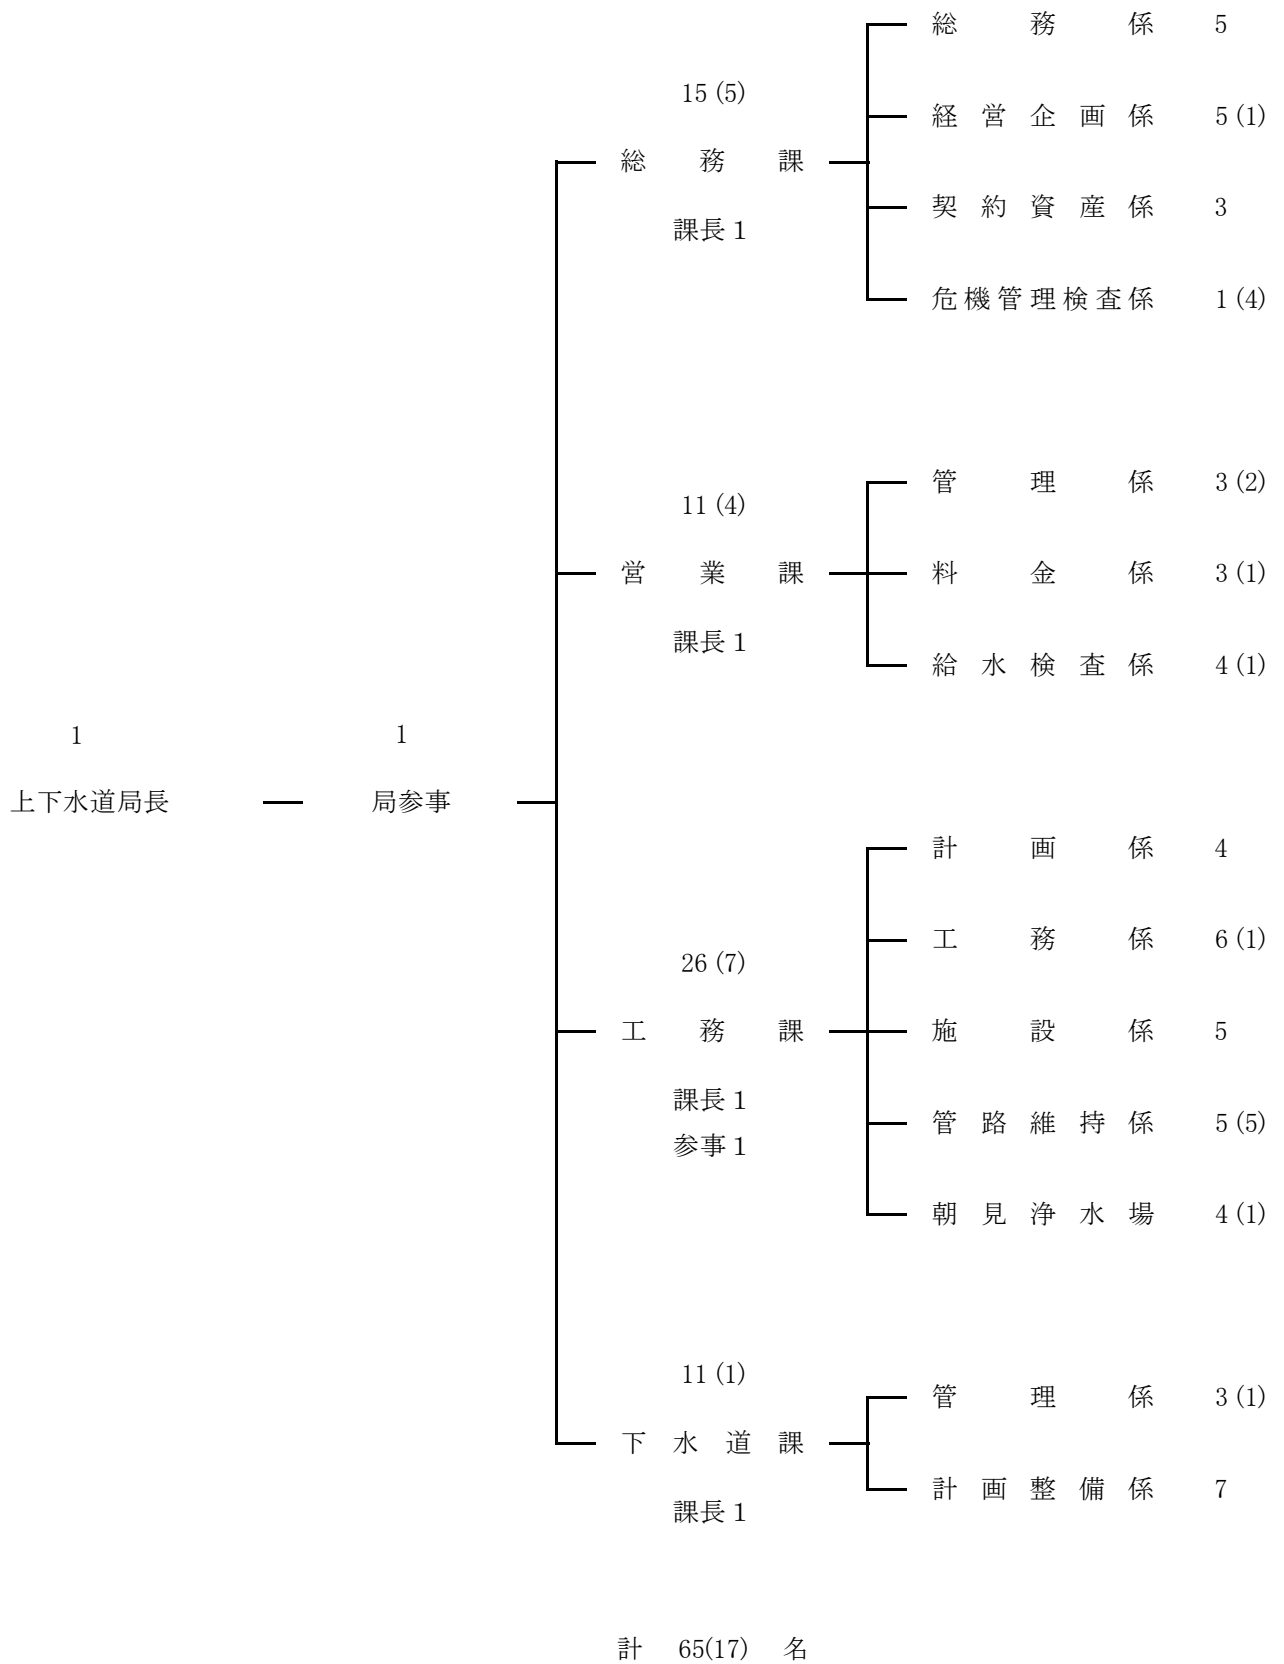 総務係 5
15 (5)
経営企画係 5 (1)
総務課
契約資産係 3
課長 1
危機管理検査係 1 (4)
管理係 3 (2)
11 (4)
営業課
料金係 3 (1)
課長 1
給水検査係 4 (1)
1 1
上下水道局長 局参事
計画係 4
工務係 6 (1)
26 (7)
工務課
施設係 5
課長 1
管路維持係 5 (5)
参事 1
朝見浄水場 4 (1)
11 (1)
管理係 3 (1)
下水道課
計画整備係 7
課長 1
計 65(17) 名